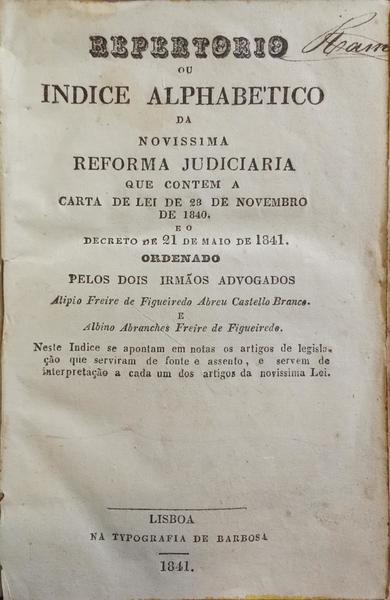 REPERTORIO
OU
INDICE ALPHABETICO
DA
NOVISSIMA
REFORMA JUDICIARIA
QUE CONTEM A
CARTA DE LEI DE 28 DE NOVEMBRO
DE 1840.
E O
DECRETO DE 21 DE MAIO DE 1841.
ORDENADO
PELOS DOIS IRMÃOS ADVOGADOS
Alipio Freire de Figueiredo Abreu Castello Branco.
E
Albino Abranches Freire de Figueiredo.
Neste Indice se apontam em notas os artigos de legisla-
ção que serviram de fonte e assento, e servem de
interpretação a cada um dos artigos da novissima Lei.
LISBOA
NA TYPOGRAFIA DE BARBOSA
1841.